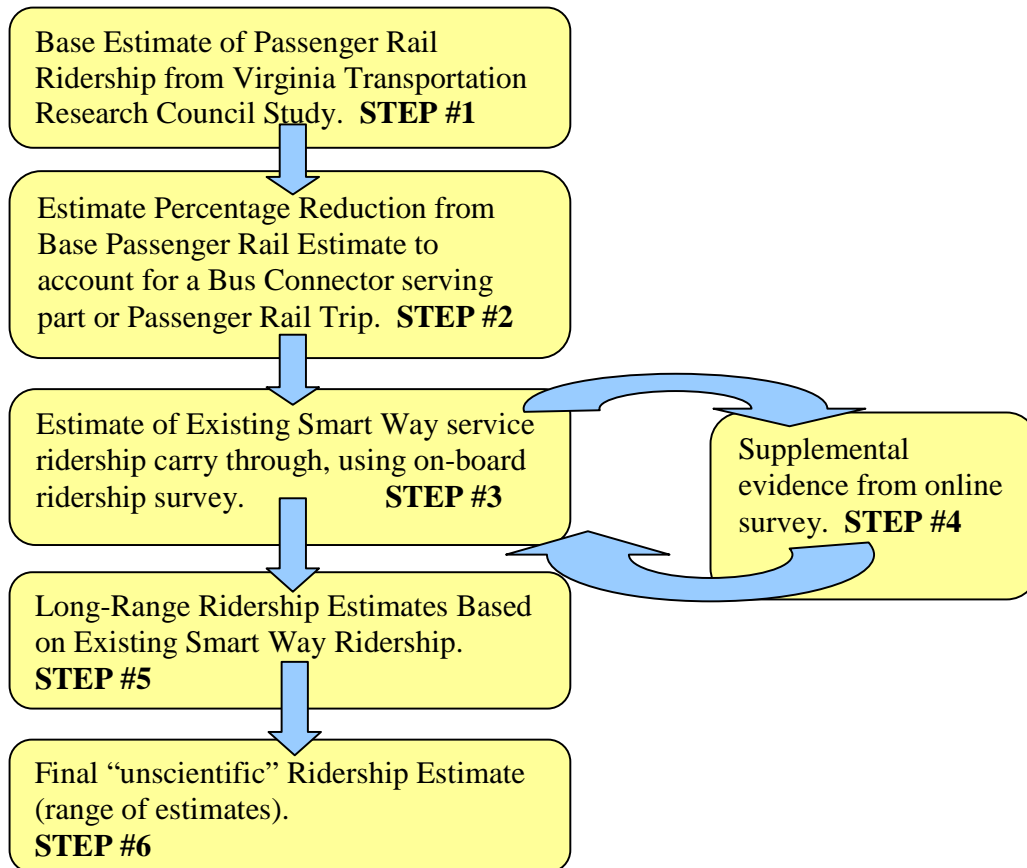 Base Estimate of Passenger Rail
Ridership from Virginia Transportation
Research Council Study.  STEP #1
Estimate Percentage Reduction from
Base Passenger Rail Estimate to
account for a Bus Connector serving
part or Passenger Rail Trip.  STEP #2
Estimate of Existing Smart Way service
ridership carry through, using on-board
ridership survey.  STEP #3
Supplemental
evidence from online
survey.  STEP #4
Long-Range Ridership Estimates Based
on Existing Smart Way Ridership.
STEP #5
Final “unscientific” Ridership Estimate
(range of estimates).
STEP #6